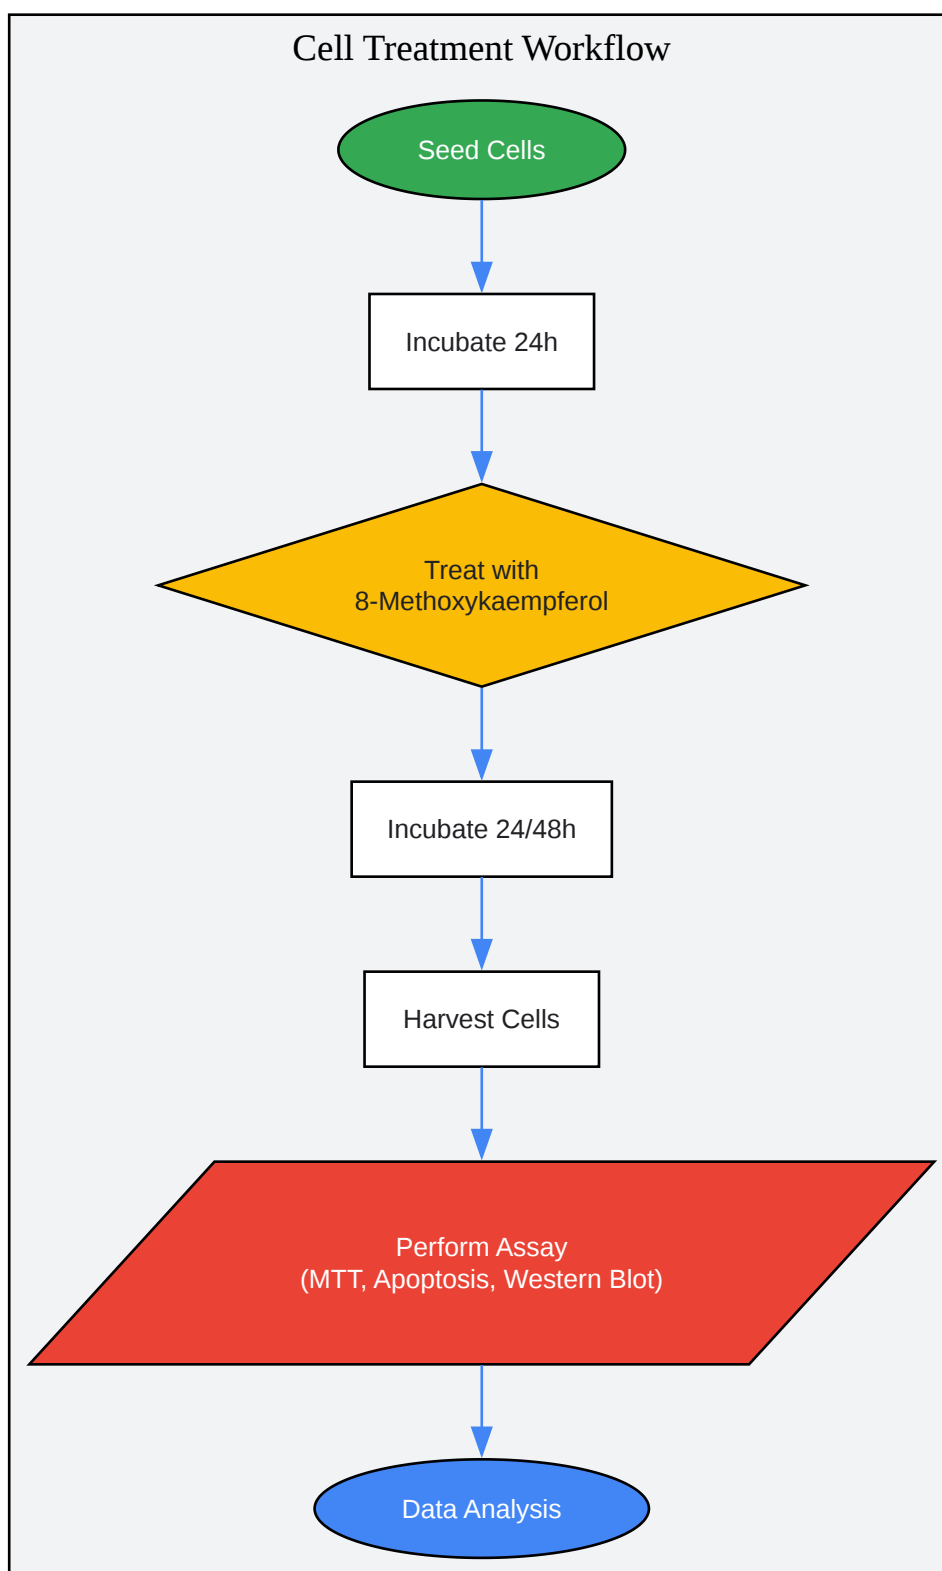 Cell Treatment Workflow
Seed Cells
Incubate 24h
Treat with
8-Methoxykaempferol
Incubate 24/48h
Harvest Cells
Perform Assay
(MTT, Apoptosis, Western Blot)
Data Analysis